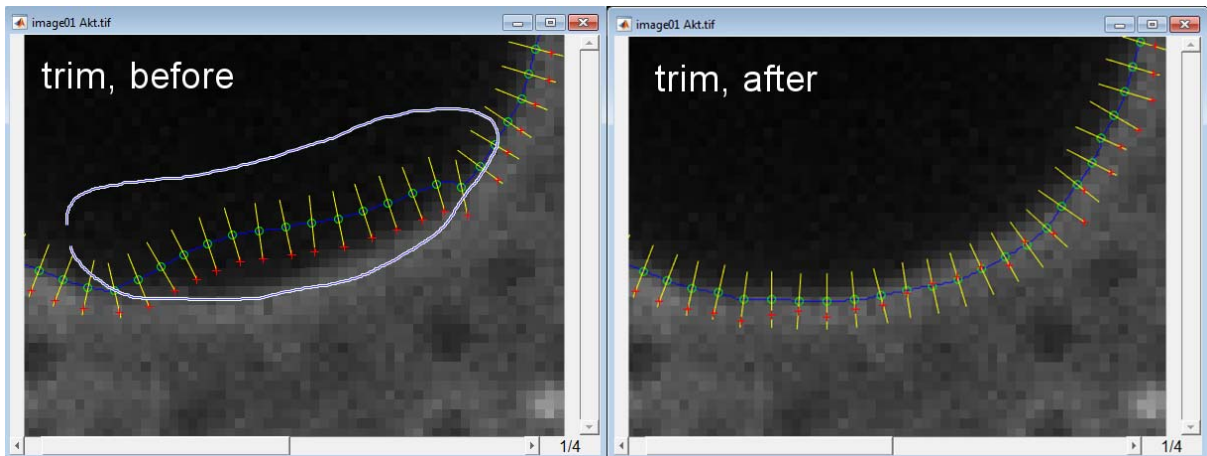 image01 Akt.tif
trim, before
1/4
image01 Akt.tif
trim, after
1/4